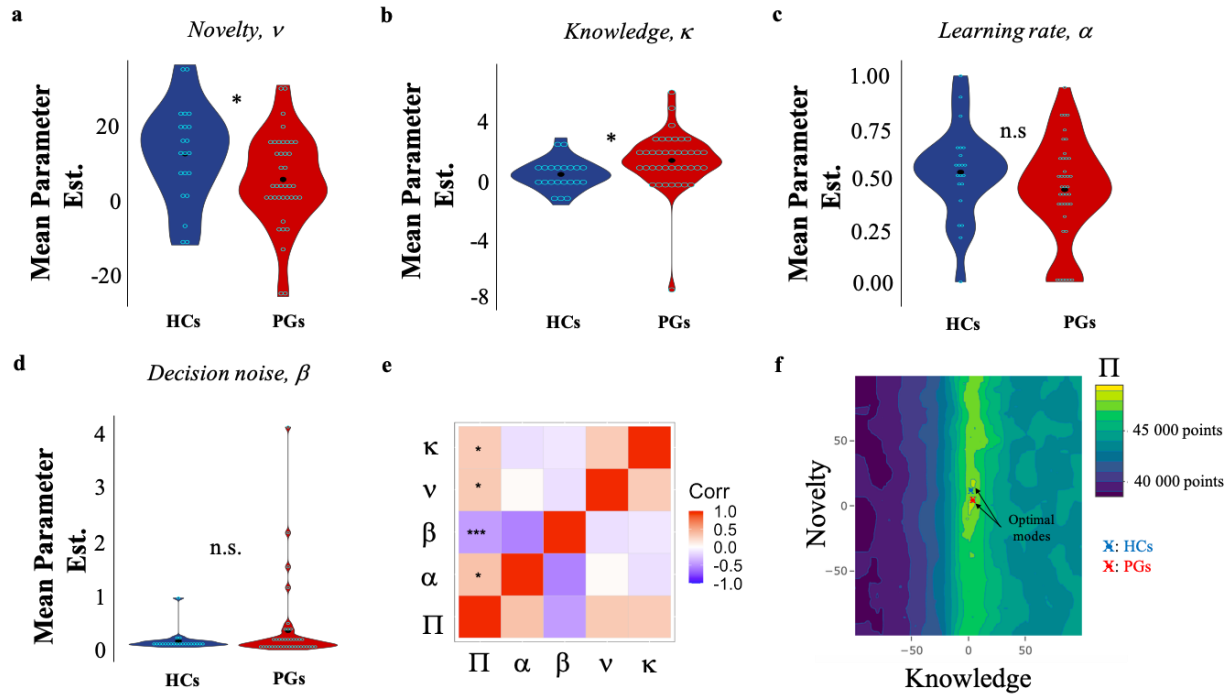 a
Novelty, ν
Mean Parameter
Est.
20
0
-20
*
HCs
PGs
b
Knowledge, κ
Mean Parameter
Est.
4
0
-4
-8
*
HCs
PGs
c
Learning rate, α
Mean Parameter
Est.
1.00
0.75
0.50
0.25
0.00
n.s
HCs
PGs
d
Decision noise, β
Mean Parameter
Est.
4
3
2
1
0
n.s.
HCs
PGs
e
κ
ν
β
α
Π
*
*
***
*
Π α β ν κ
Corr
1.0
0.5
0.0
-0.5
-1.0
f
Novelty
50
0
−50
−50 0 50
Knowledge
Optimal
modes
Π
45 000 points
40 000 points
X: HCs
X: PGs